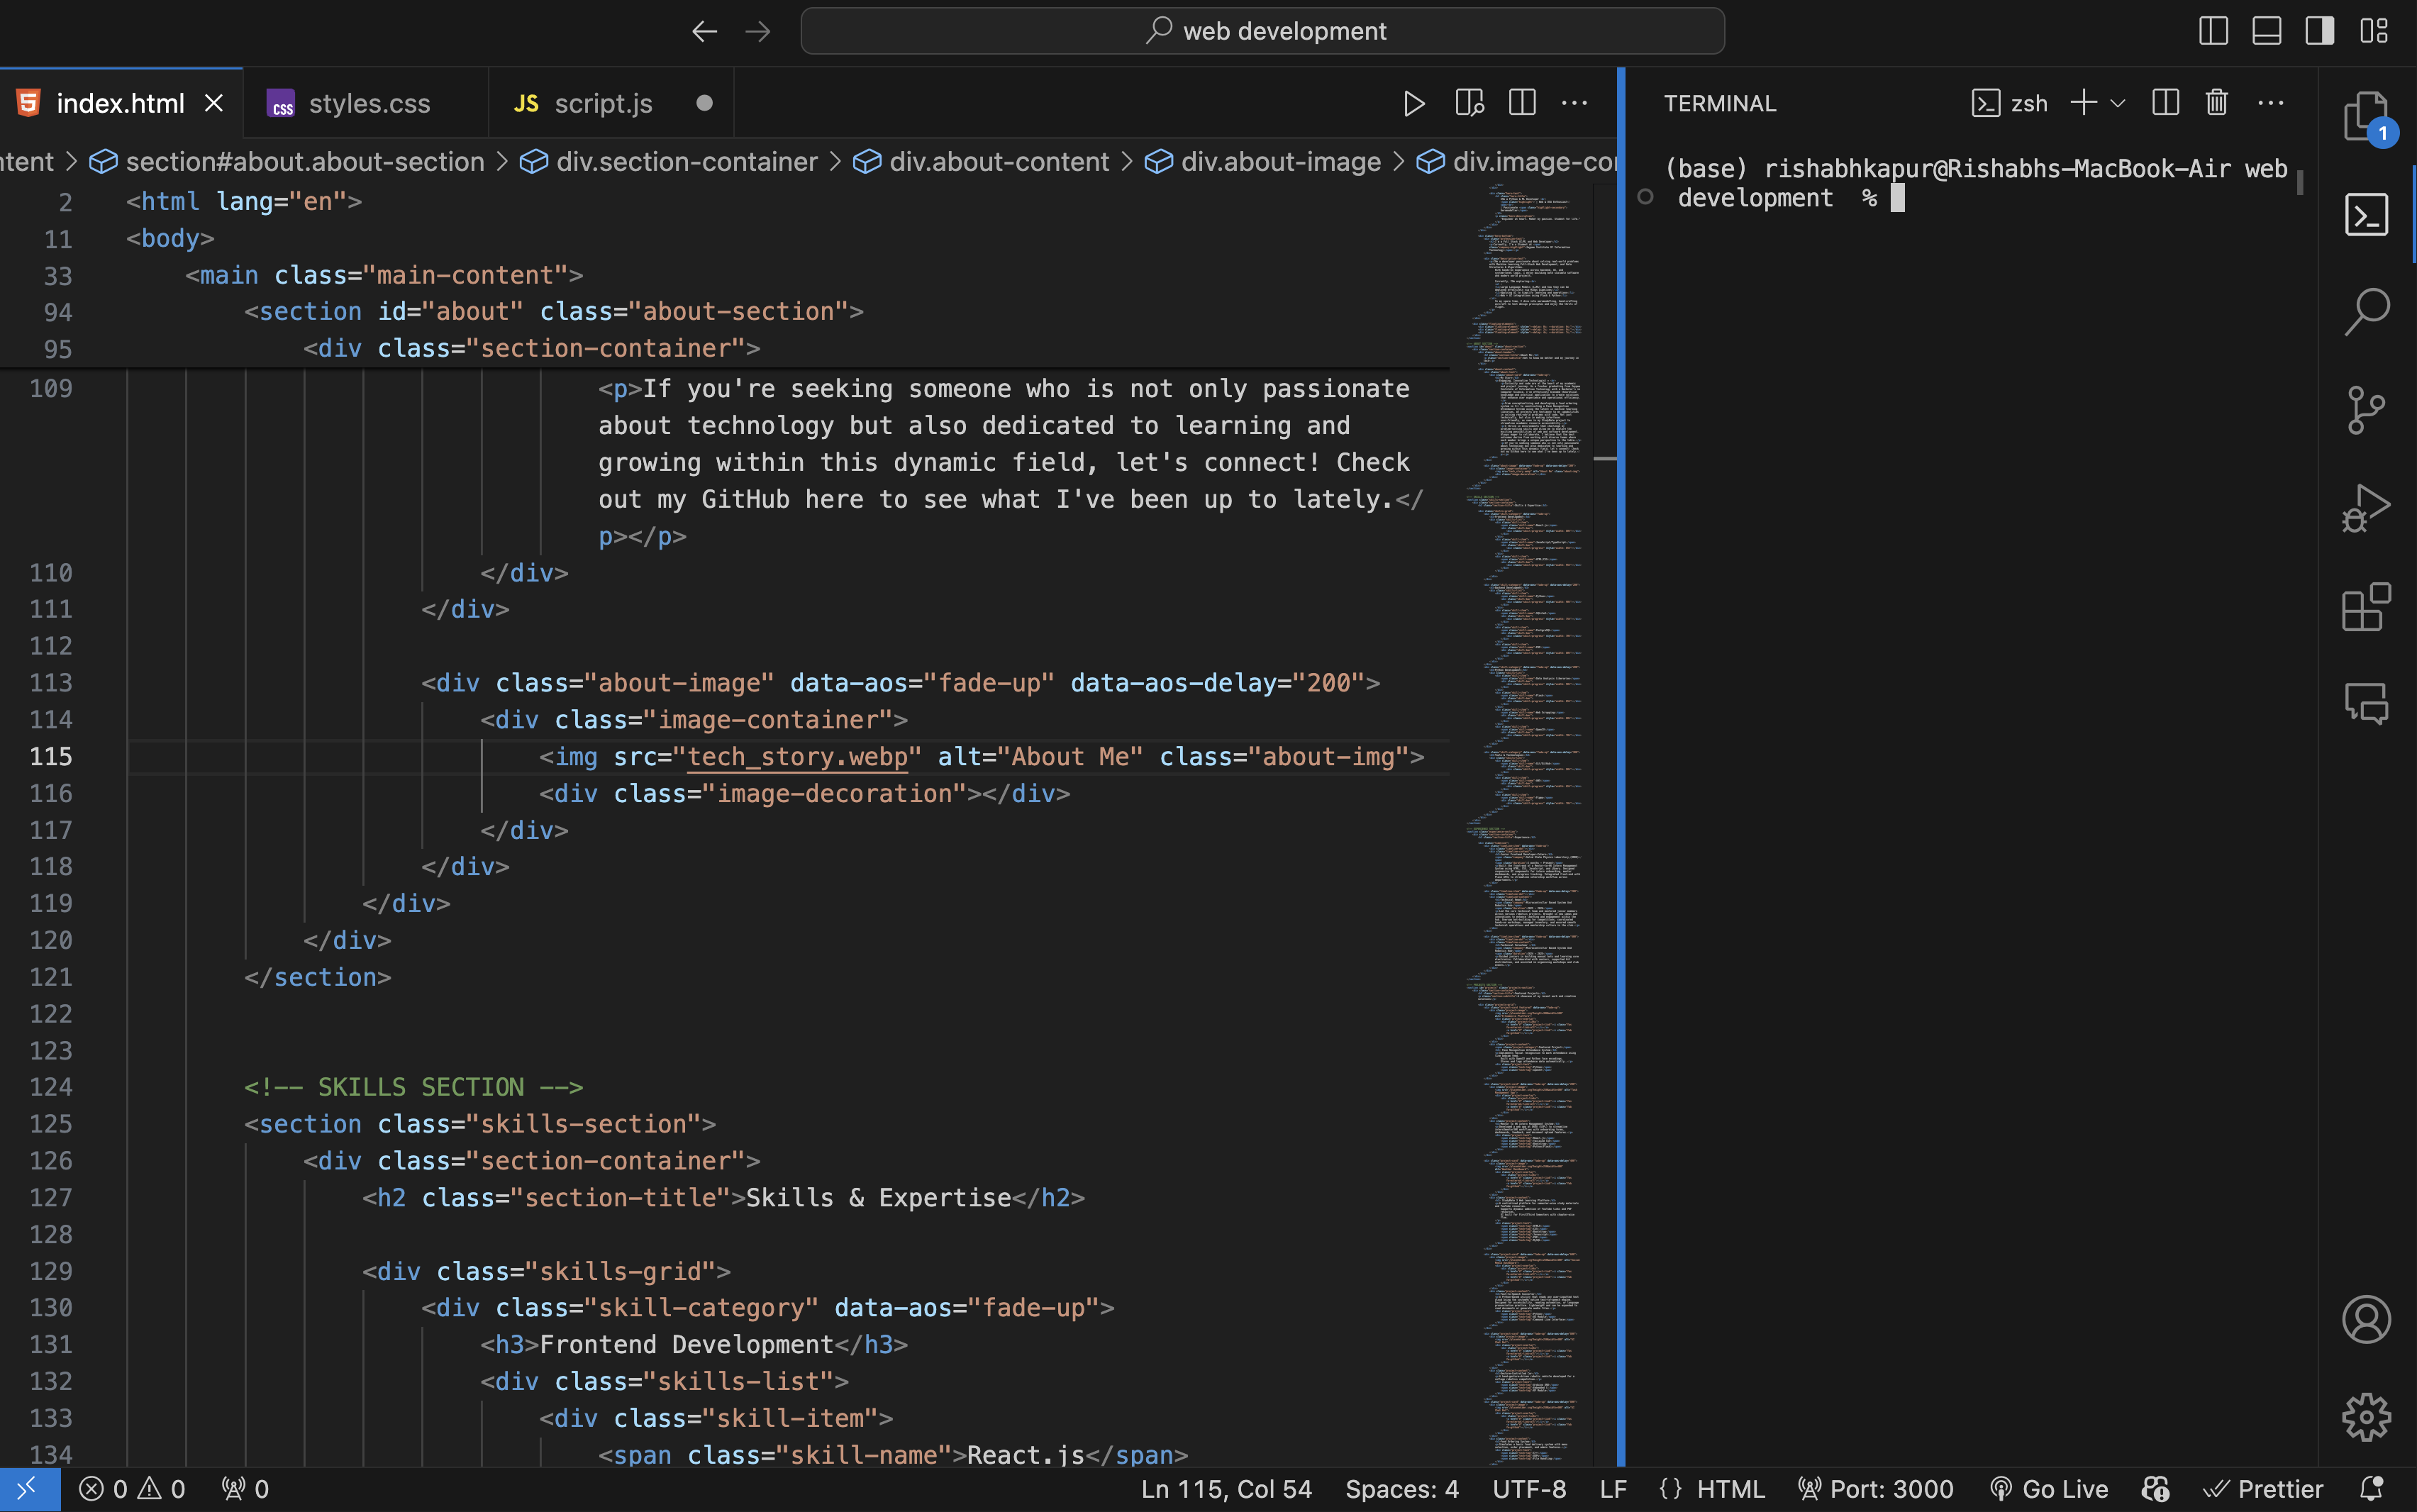 web development
index.html
CSS styles.css
JS script.js
ntent > section#about.about-section > div.section-container > div.about-content > div.about-image > div.image-cor
2 <html lang="en">
11 <body>
33 <main class="main-content">
94 <section id="about" class="about-section">
95 <div class="section-container">
109 <p>If you're seeking someone who is not only passionate
about technology but also dedicated to learning and
growing within this dynamic field, let's connect! Check
out my GitHub here to see what I've been up to lately.</
p></p>
110 </div>
111 </div>
112
113 <div class="about-image" data-aos="fade-up" data-aos-delay="200">
114 <div class="image-container">
115 <img src="tech_story.webp" alt="About Me" class="about-img">
116 <div class="image-decoration"></div>
117 </div>
118 </div>
119 </div>
120 </div>
121 </section>
122
123
124 <!-- SKILLS SECTION -->
125 <section class="skills-section">
126 <div class="section-container">
127 <h2 class="section-title">Skills & Expertise</h2>
128
129 <div class="skills-grid">
130 <div class="skill-category" data-aos="fade-up">
131 <h3>Frontend Development</h3>
132 <div class="skills-list">
133 <div class="skill-item">
134 <span class="skill-name">React.js</span>
TERMINAL
zsh
(base) rishabhkapur@Rishabhs-MacBook-Air web
development %
1
0 0
0
Ln 115, Col 54
Spaces: 4
UTF-8
LF
{} HTML
Port: 3000
Go Live
Prettier